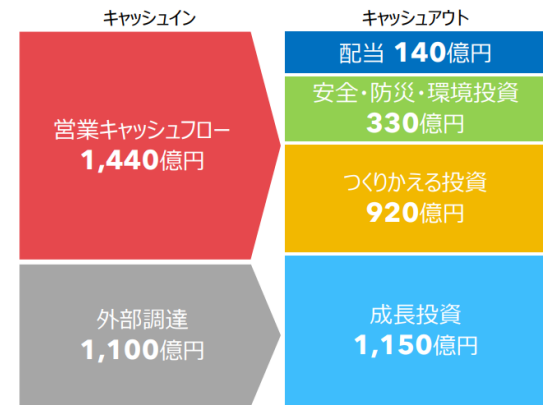 キャッシュイン
キャッシュアウト
営業キャッシュフロー
1,440億円
外部調達
1,100億円
配当 140億円
安全・防災・環境投資
330億円
つくりかえる投資
920億円
成長投資
1,150億円